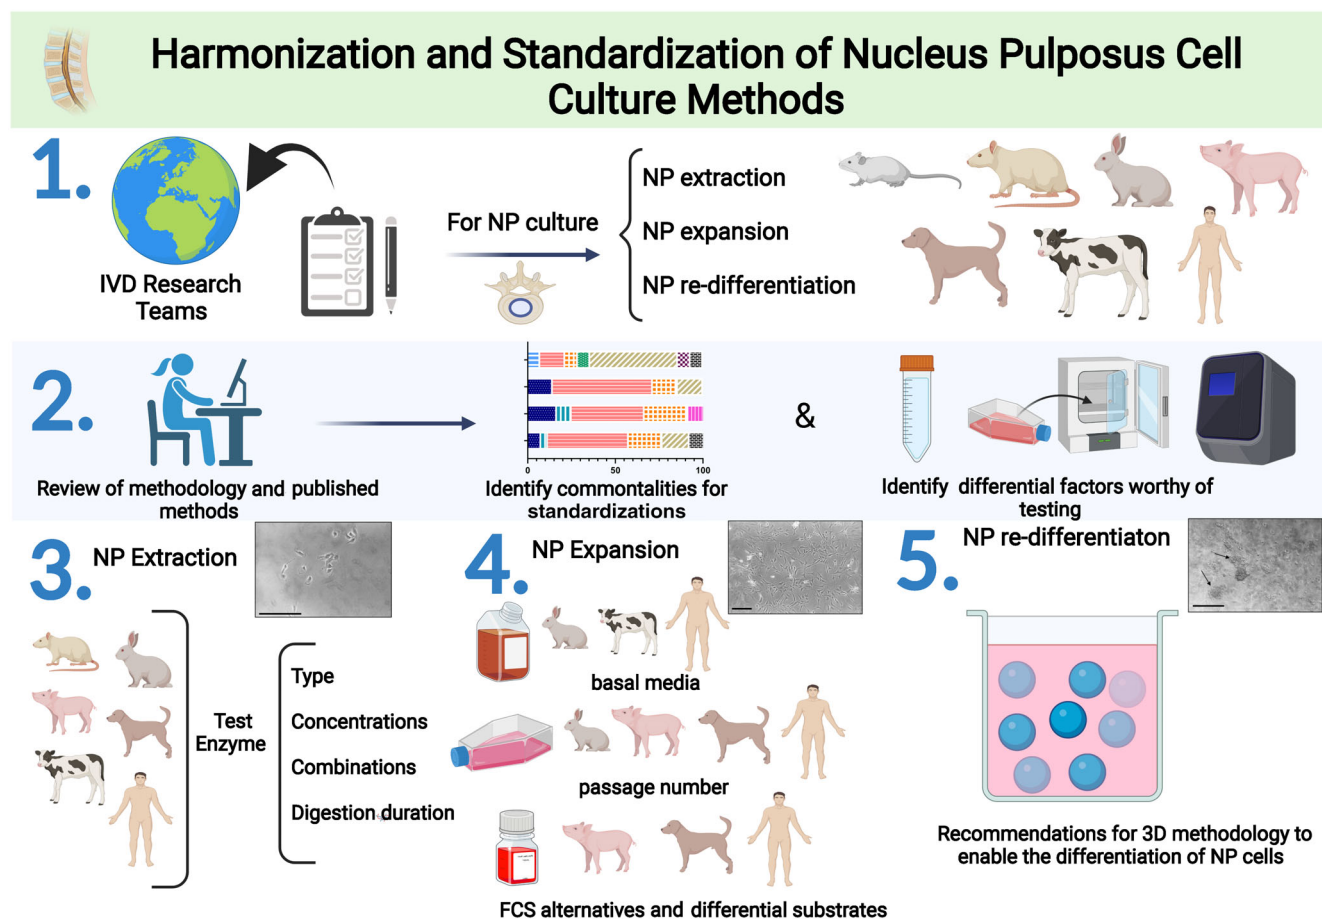 Harmonization and Standardization of Nucleus Pulposus Cell
Culture Methods
1.
IVD Research
Teams
For NP culture
NP extraction
NP expansion
NP re-differentiation
2.
Review of methodology and published
methods
0
50
100
Identify commontalities for
standardizations
&
Identify differential factors worthy of
testing
3.
NP Extraction
Test
Enzyme
Type
Concentrations
Combinations
Digestion duration
4.
NP Expansion
basal media
passage number
FCS alternatives and differential substrates
5.
NP re-differentiaton
Recommendations for 3D methodology to
enable the differentiation of NP cells